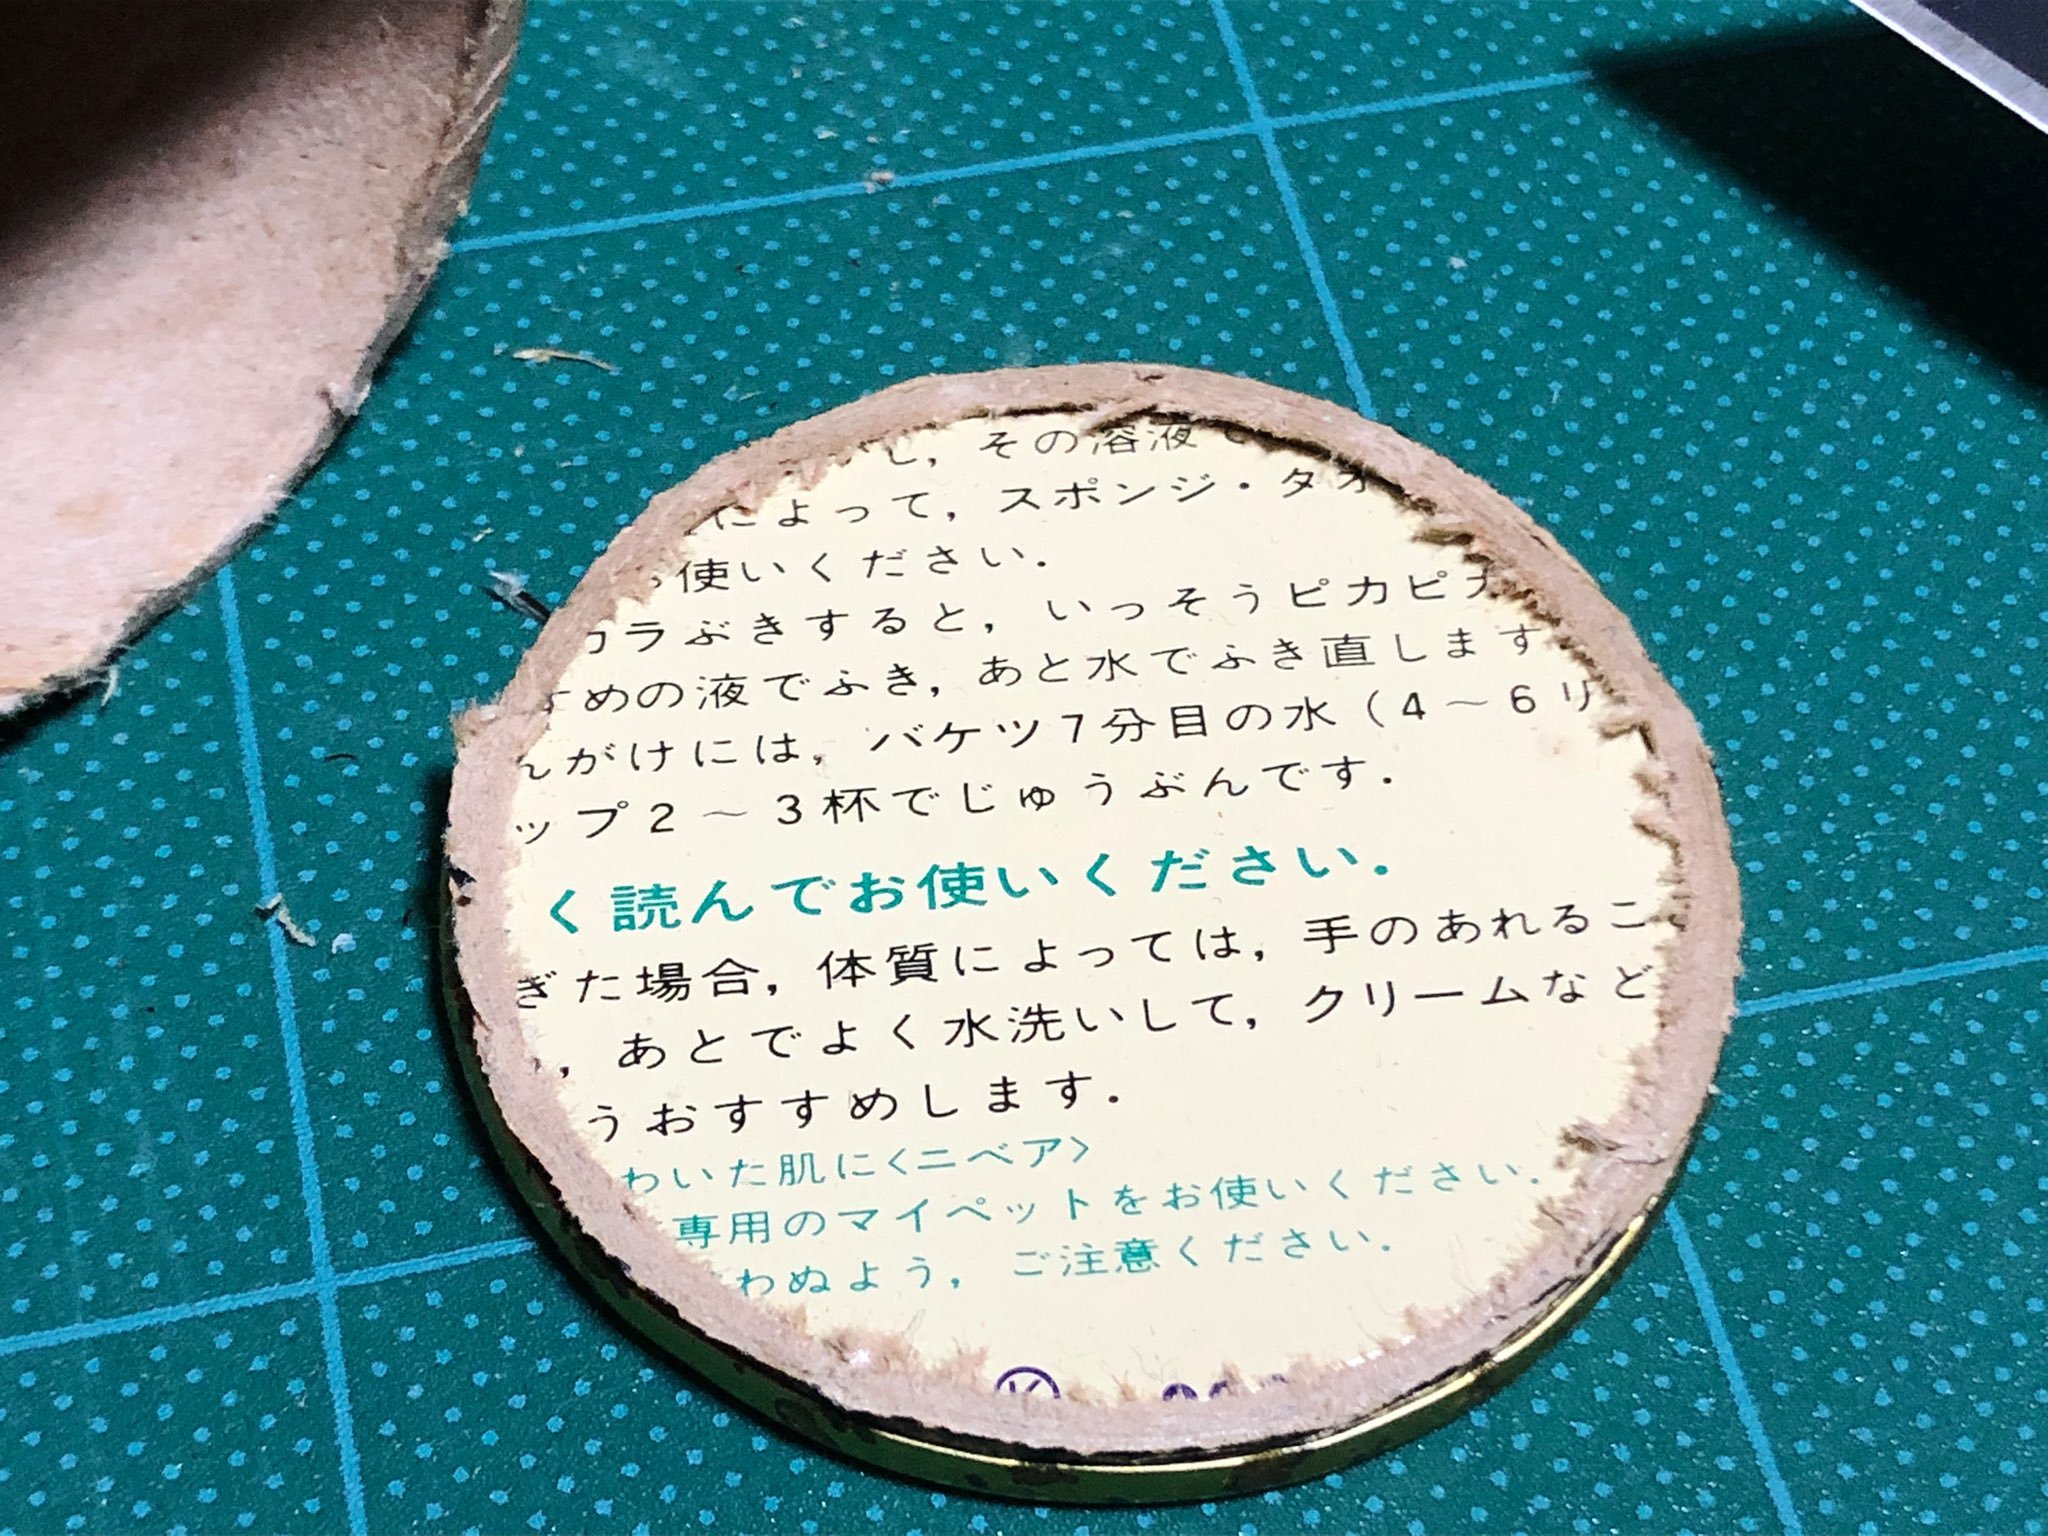 し，その溶液
によって，スポンジ・タオ
使いください．
カラぶきすると，いっそうピカピカ
すめの液でふき，あと水でふき直します
んがけには，バケツ7分目の水（4～6リ
ップ2～3杯でじゅうぶんです．
く読んでお使いください．
ぎた場合，体質によっては，手のあれるこ
，あとでよく水洗いして，クリームなど
うおすすめします．
わいた肌に〈ニベア〉
専用のマイペットをお使いください．
わぬよう，ご注意ください．
Ⓚ